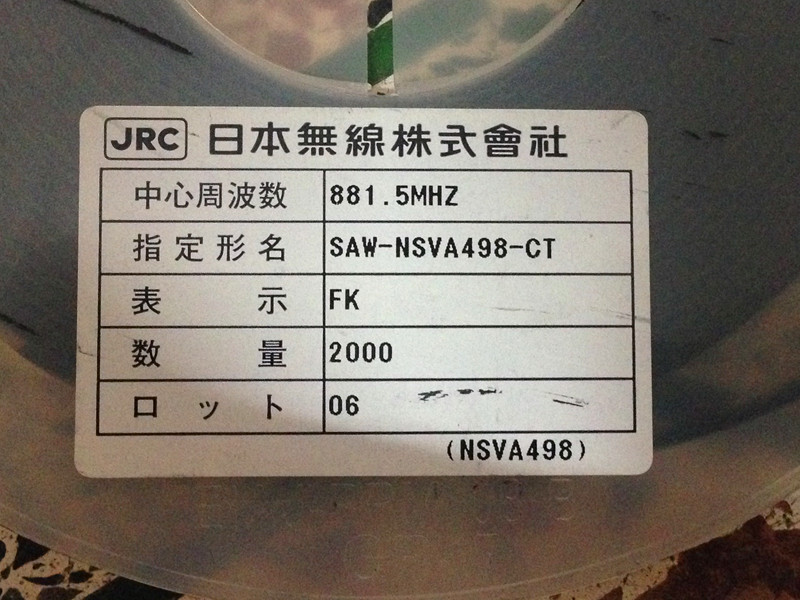 JRC 日本無線株式會社
中心周波数 881.5MHZ
指定形名 SAW-NSVA498-CT
表示 FK
数量 2000
ロット 06
(NSVA498)